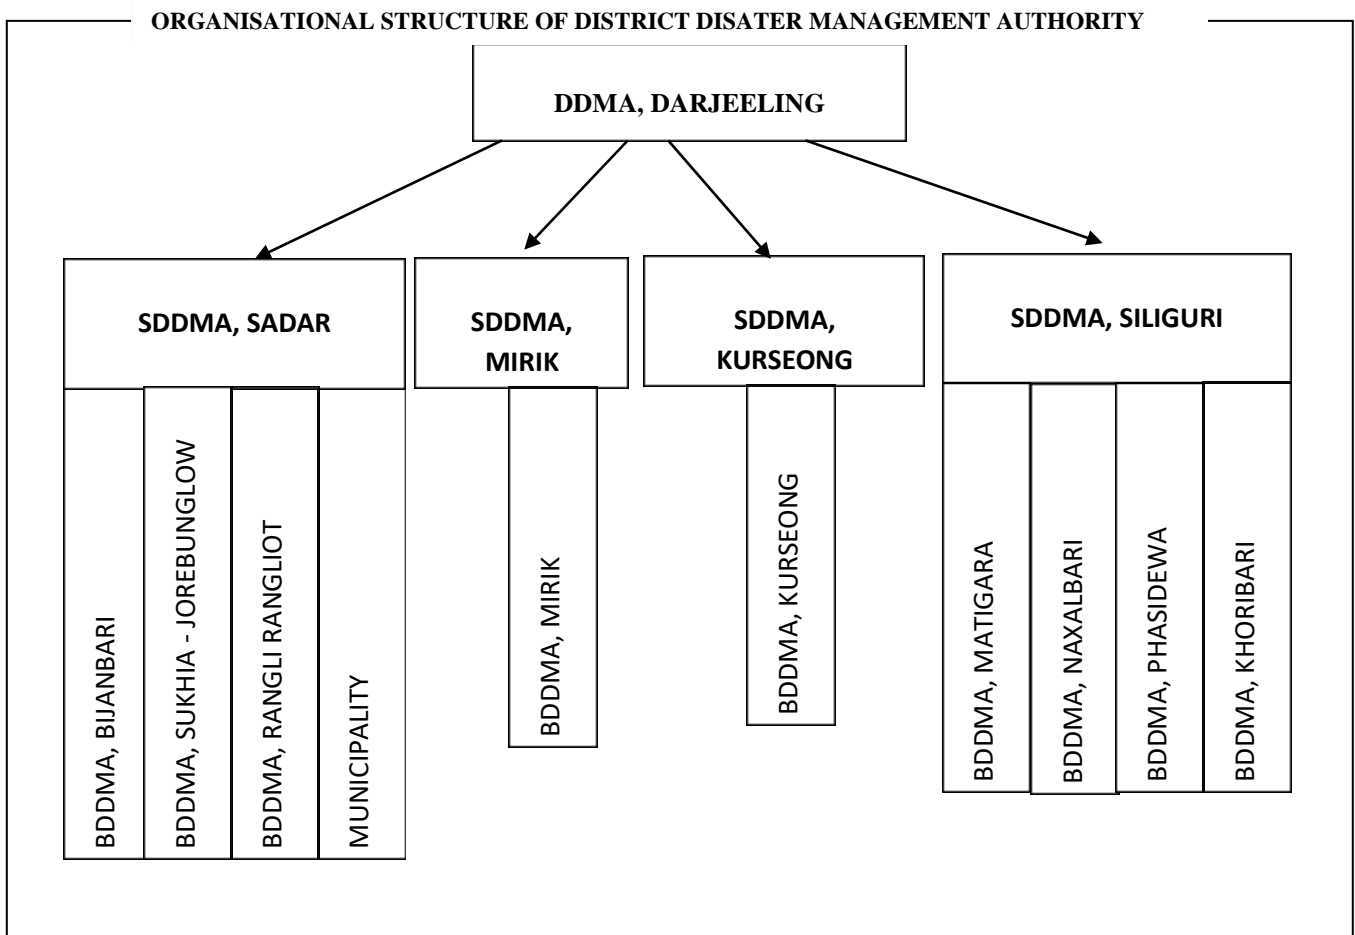 ORGANISATIONAL STRUCTURE OF DISTRICT DISATER MANAGEMENT AUTHORITY
DDMA, DARJEELING
SDDMA, SADAR
SDDMA,
MIRIK
SDDMA,
KURSEONG
SDDMA, SILIGURI
BDDMA, BIJANBARI
BDDMA, SUKHIA - JOREBUNGLOW
BDDMA, RANGLI RANGLIOT
MUNICIPALITY
BDDMA, MIRIK
BDDMA, KURSEONG
BDDMA, MATIGARA
BDDMA, NAXALBARI
BDDMA, PHASIDEWA
BDDMA, KHORIBARI